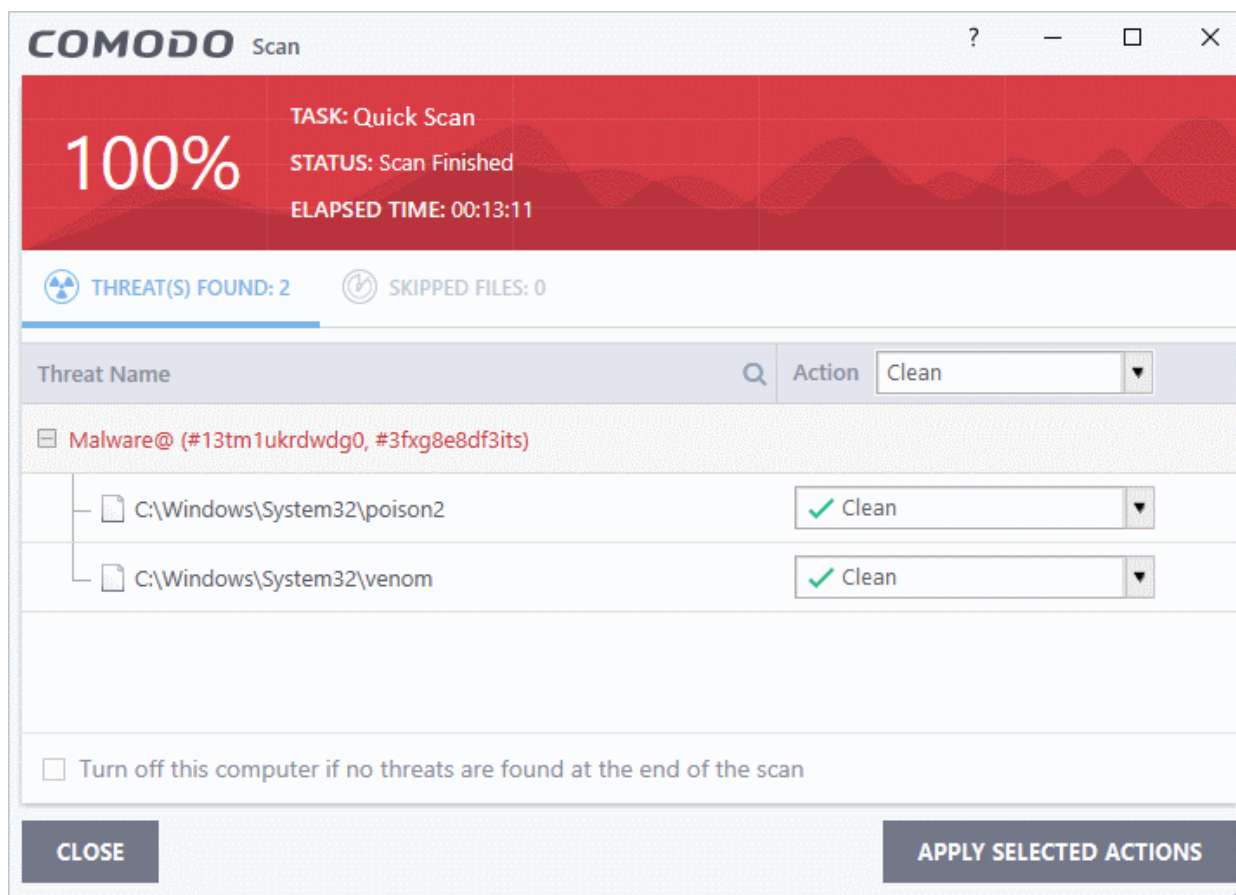 COMODO Scan
?
100%
TASK: Quick Scan
STATUS: Scan Finished
ELAPSED TIME: 00:13:11
THREAT(S) FOUND: 2 SKIPPED FILES: 0
Threat Name Action Clean
Malware@ (#13tm1ukrdwdg0, #3fxg8e8df3its)
C:\Windows\System32\poison2 Clean
C:\Windows\System32\venom Clean
Turn off this computer if no threats are found at the end of the scan
CLOSE APPLY SELECTED ACTIONS